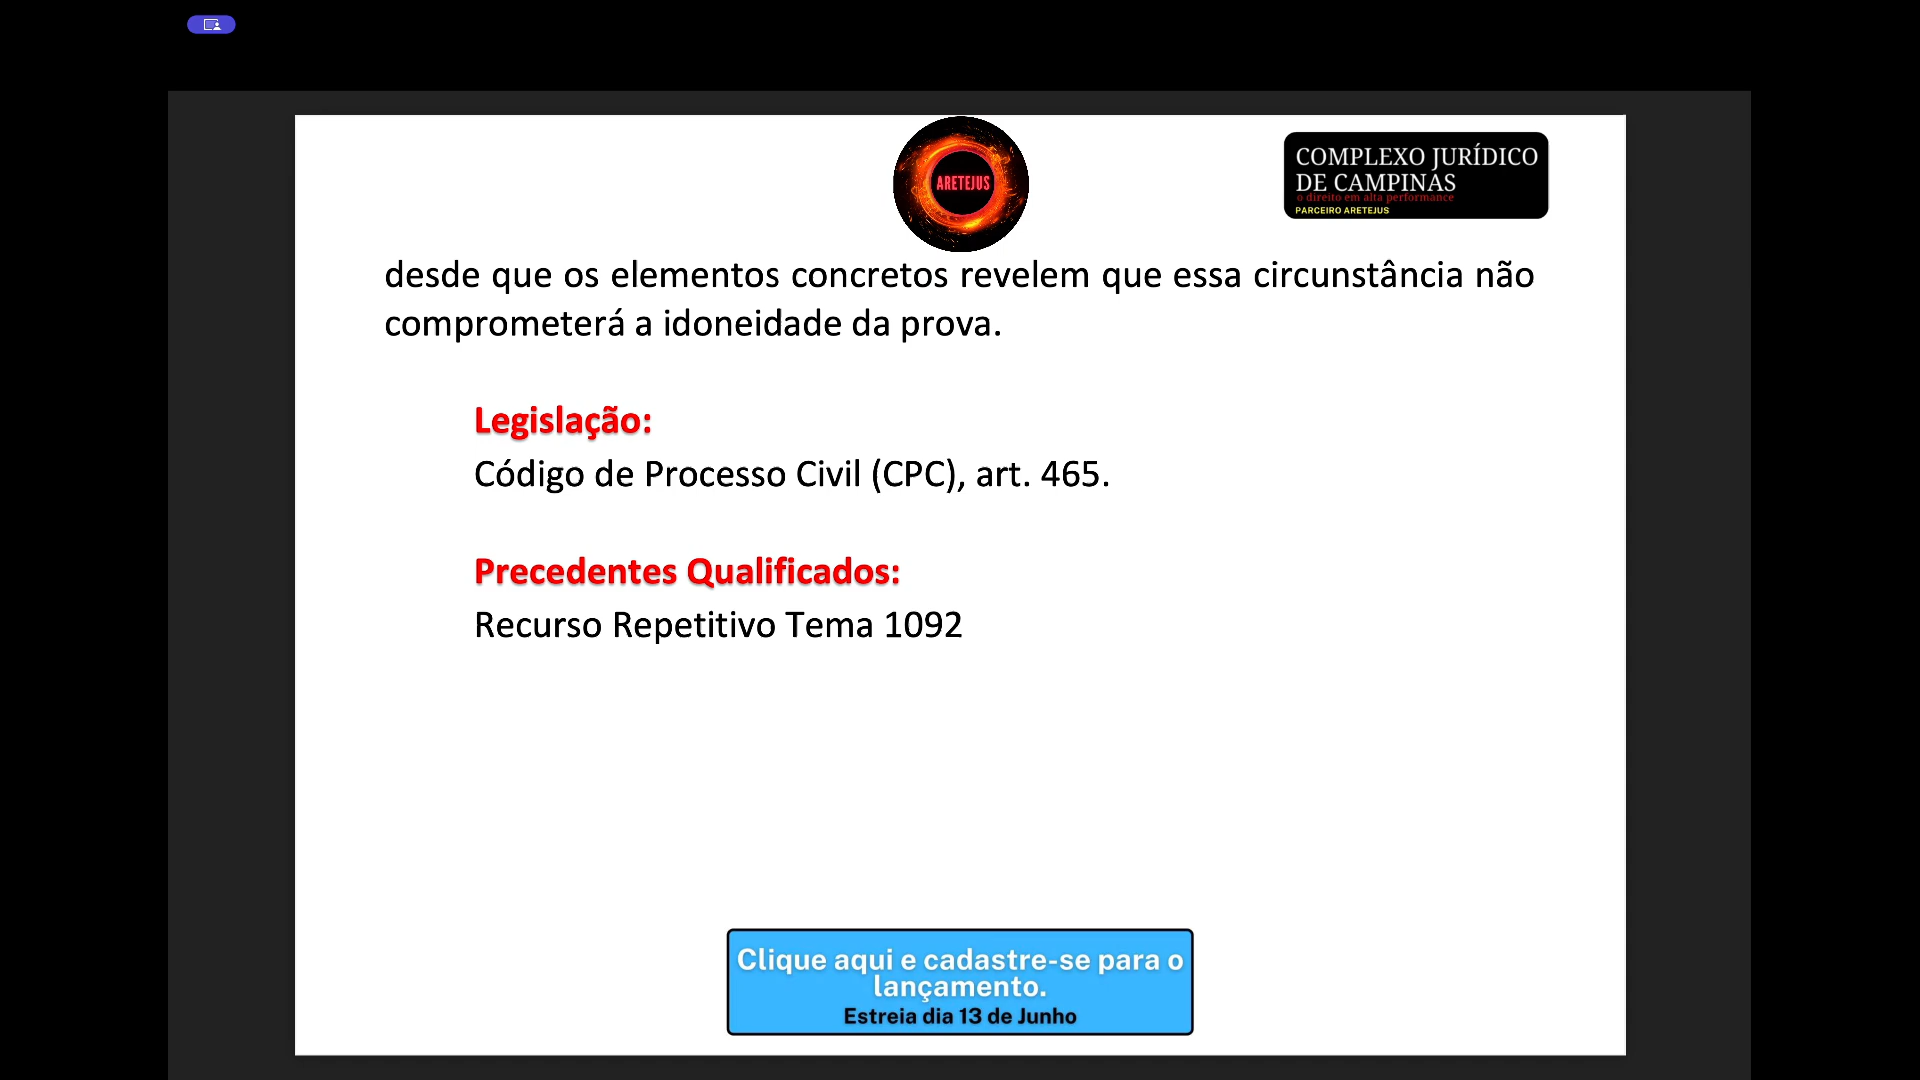 ARETEJUS
COMPLEXO JURÍDICO
DE CAMPINAS
o direito em alta performance
PARCEIRO ARETEJUS
desde que os elementos concretos revelem que essa circunstância não
comprometerá a idoneidade da prova.
Legislação:
Código de Processo Civil (CPC), art. 465.
Precedentes Qualificados:
Recurso Repetitivo Tema 1092
Clique aqui e cadastre-se para o
lançamento.
Estreia dia 13 de Junho